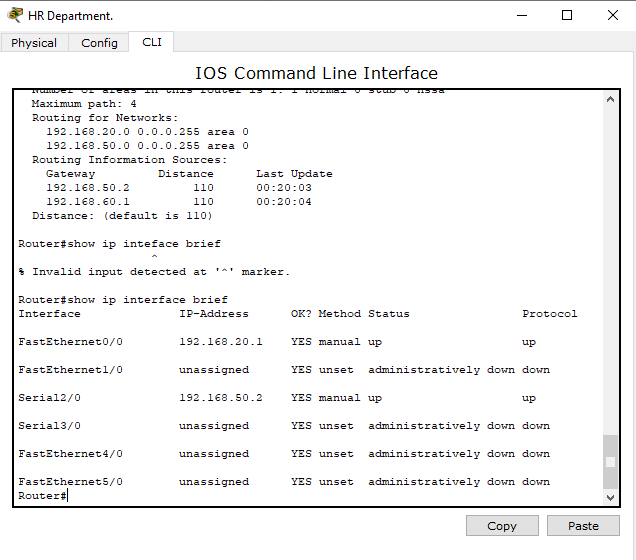 HR Department.
Physical Config CLI
IOS Command Line Interface
Number of areas in this router is 1. 1 normal 0 stub 0 nssa
Maximum path: 4
Routing for Networks:
192.168.20.0 0.0.0.255 area 0
192.168.50.0 0.0.0.255 area 0
Routing Information Sources:
Gateway Distance Last Update
192.168.50.2 110 00:20:03
192.168.60.1 110 00:20:04
Distance: (default is 110)
Router#show ip inteface brief
^
% Invalid input detected at '^' marker.
Router#show ip interface brief
Interface IP-Address OK? Method Status Protocol
FastEthernet0/0 192.168.20.1 YES manual up up
FastEthernet1/0 unassigned YES unset administratively down down
Serial2/0 192.168.50.2 YES manual up up
Serial3/0 unassigned YES unset administratively down down
FastEthernet4/0 unassigned YES unset administratively down down
FastEthernet5/0 unassigned YES unset administratively down down
Router#
Copy Paste